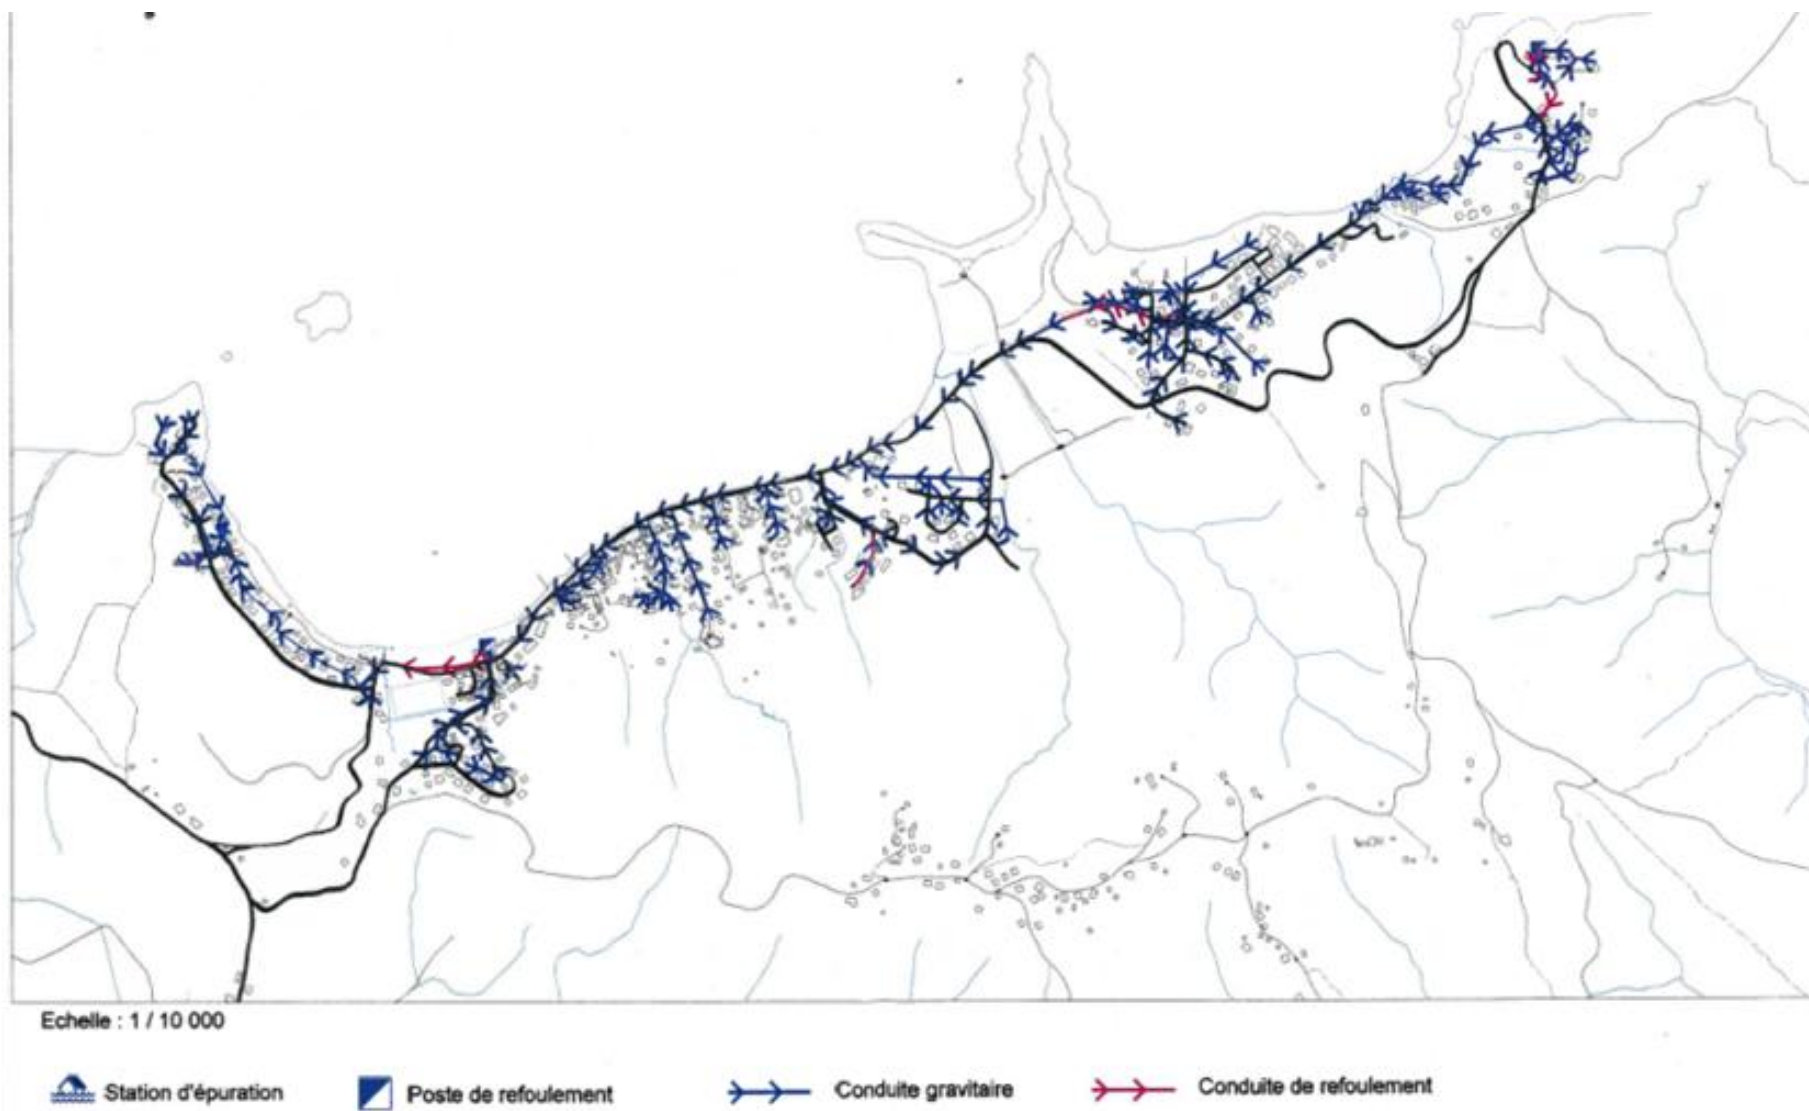 Echelle : 1 / 10 000
Station d'épuration
Poste de refoulement
Conduite gravitaire
Conduite de refoulement